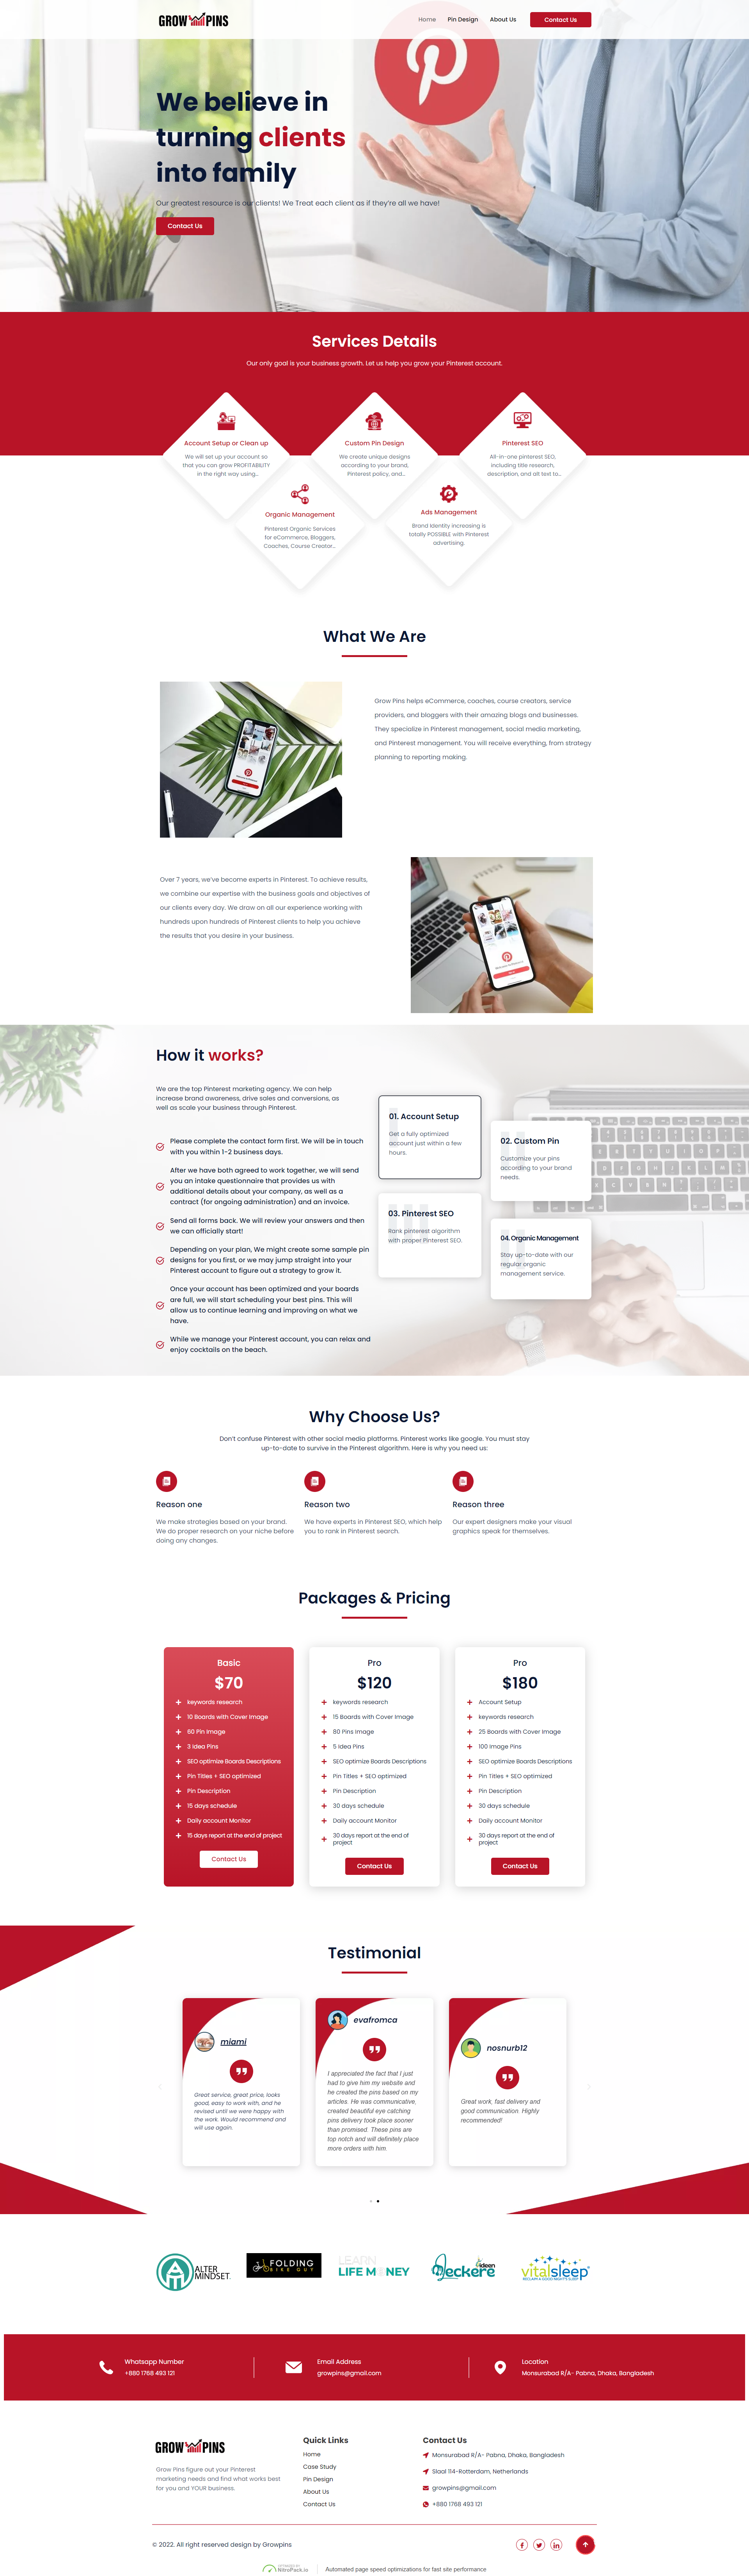 GROW PINS
Home
Pin Design
About Us
Contact Us
We believe in
turning clients
into family
Our greatest resource is our clients! We Treat each client as if they're all we have!
Contact Us
Services Details
Our only goal is your business growth. Let us help you grow your Pinterest account.
Account Setup or Clean up
We will set up your account so
that you can grow PROFITABILITY
in the right way using...
Custom Pin Design
We create unique designs
according to your brand,
Pinterest policy, and...
Pinterest SEO
All-in-one pinterest SEO,
including title research,
description, and alt text to...
Organic Management
Pinterest Organic Services
for eCommerce, Bloggers,
Coaches, Course Creator...
Ads Management
Brand Identity increasing is
totally POSSIBLE with Pinterest
advertising.
What We Are
Grow Pins helps eCommerce, coaches, course creators, service
providers, and bloggers with their amazing blogs and businesses.
They specialize in Pinterest management, social media marketing,
and Pinterest management. You will receive everything, from strategy
planning to reporting making.
Over 7 years, we've become experts in Pinterest. To achieve results,
we combine our expertise with the business goals and objectives of
our clients every day. We draw on all our experience working with
hundreds upon hundreds of Pinterest clients to help you achieve
the results that you desire in your business.
How it works?
We are the top Pinterest marketing agency. We can help
increase brand awareness, drive sales and conversions, as
well as scale your business through Pinterest.
Please complete the contact form first. We will be in touch
with you within 1-2 business days.
After we have both agreed to work together, we will send
you an intake questionnaire that provides us with
additional details about your company, as well as a
contract (for ongoing administration) and an invoice.
Send all forms back. We will review your answers and then
we can officially start!
Depending on your plan, We might create some sample pin
designs for you first, or we may jump straight into your
Pinterest account to figure out a strategy to grow it.
Once your account has been optimized and your boards
are full, we will start scheduling your best pins. This will
allow us to continue learning and improving on what we
have.
While we manage your Pinterest account, you can relax and
enjoy cocktails on the beach.
01. Account Setup
Get a fully optimized
account just within a few
hours.
02. Custom Pin
Customize your pins
according to your brand
needs.
03. Pinterest SEO
Rank pinterest algorithm
with proper Pinterest SEO.
04. Organic Management
Stay up-to-date with our
regular organic
management service.
Why Choose Us?
Don't confuse Pinterest with other social media platforms. Pinterest works like google. You must stay
up-to-date to survive in the Pinterest algorithm. Here is why you need us:
Reason one
We make strategies based on your brand.
We do proper research on your niche before
doing any changes.
Reason two
We have experts in Pinterest SEO, which help
you to rank in Pinterest search.
Reason three
Our expert designers make your visual
graphics speak for themselves.
Packages & Pricing
Basic
$70
keywords research
10 Boards with Cover Image
60 Pin Image
3 Idea Pins
SEO optimize Boards Descriptions
Pin Titles + SEO optimized
Pin Description
15 days schedule
Daily account Monitor
15 days report at the end of project
Contact Us
Pro
$120
keywords research
15 Boards with Cover Image
80 Pins Image
5 Idea Pins
SEO optimize Boards Descriptions
Pin Titles + SEO optimized
Pin Description
30 days schedule
Daily account Monitor
30 days report at the end of
project
Contact Us
Pro
$180
Account Setup
keywords research
25 Boards with Cover Image
100 Image Pins
SEO optimize Boards Descriptions
Pin Titles + SEO optimized
Pin Description
30 days schedule
Daily account Monitor
30 days report at the end of
project
Contact Us
Testimonial
miami
Great service, great price, looks
good, easy to work with, and he
revised until we were happy with
the work. Would recommend and
will use again.
evafromca
I appreciated the fact that I just
had to give him my website and
he created the pins based on my
articles. He was communicative,
created beautiful eye catching
pins delivery took place sooner
than promised. These pins are
top notch and will definitely place
more orders with him.
nosnurb12
Great work, fast delivery and
good communication. Highly
recommended!
ALTER
MINDSET.
FOLDING
BIKE GUY
LEARN
LIFE M NEY
ideen
deckere
vitalsleep
RECLAIM A GOOD NIGHT'S SLEEP
Whatsapp Number
+880 1768 493 121
Email Address
growpins@gmail.com
Location
Monsurabad R/A- Pabna, Dhaka, Bangladesh
GROW PINS
Grow Pins figure out your Pinterest
marketing needs and find what works best
for you and YOUR business.
Quick Links
Home
Case Study
Pin Design
About Us
Contact Us
Contact Us
Monsurabad R/A- Pabna, Dhaka, Bangladesh
Slaal 114-Rotterdam, Netherlands
growpins@gmail.com
+880 1768 493 121
© 2022. All right reserved design by Growpins
NitroPack.io
Automated page speed optimizations for fast site performance